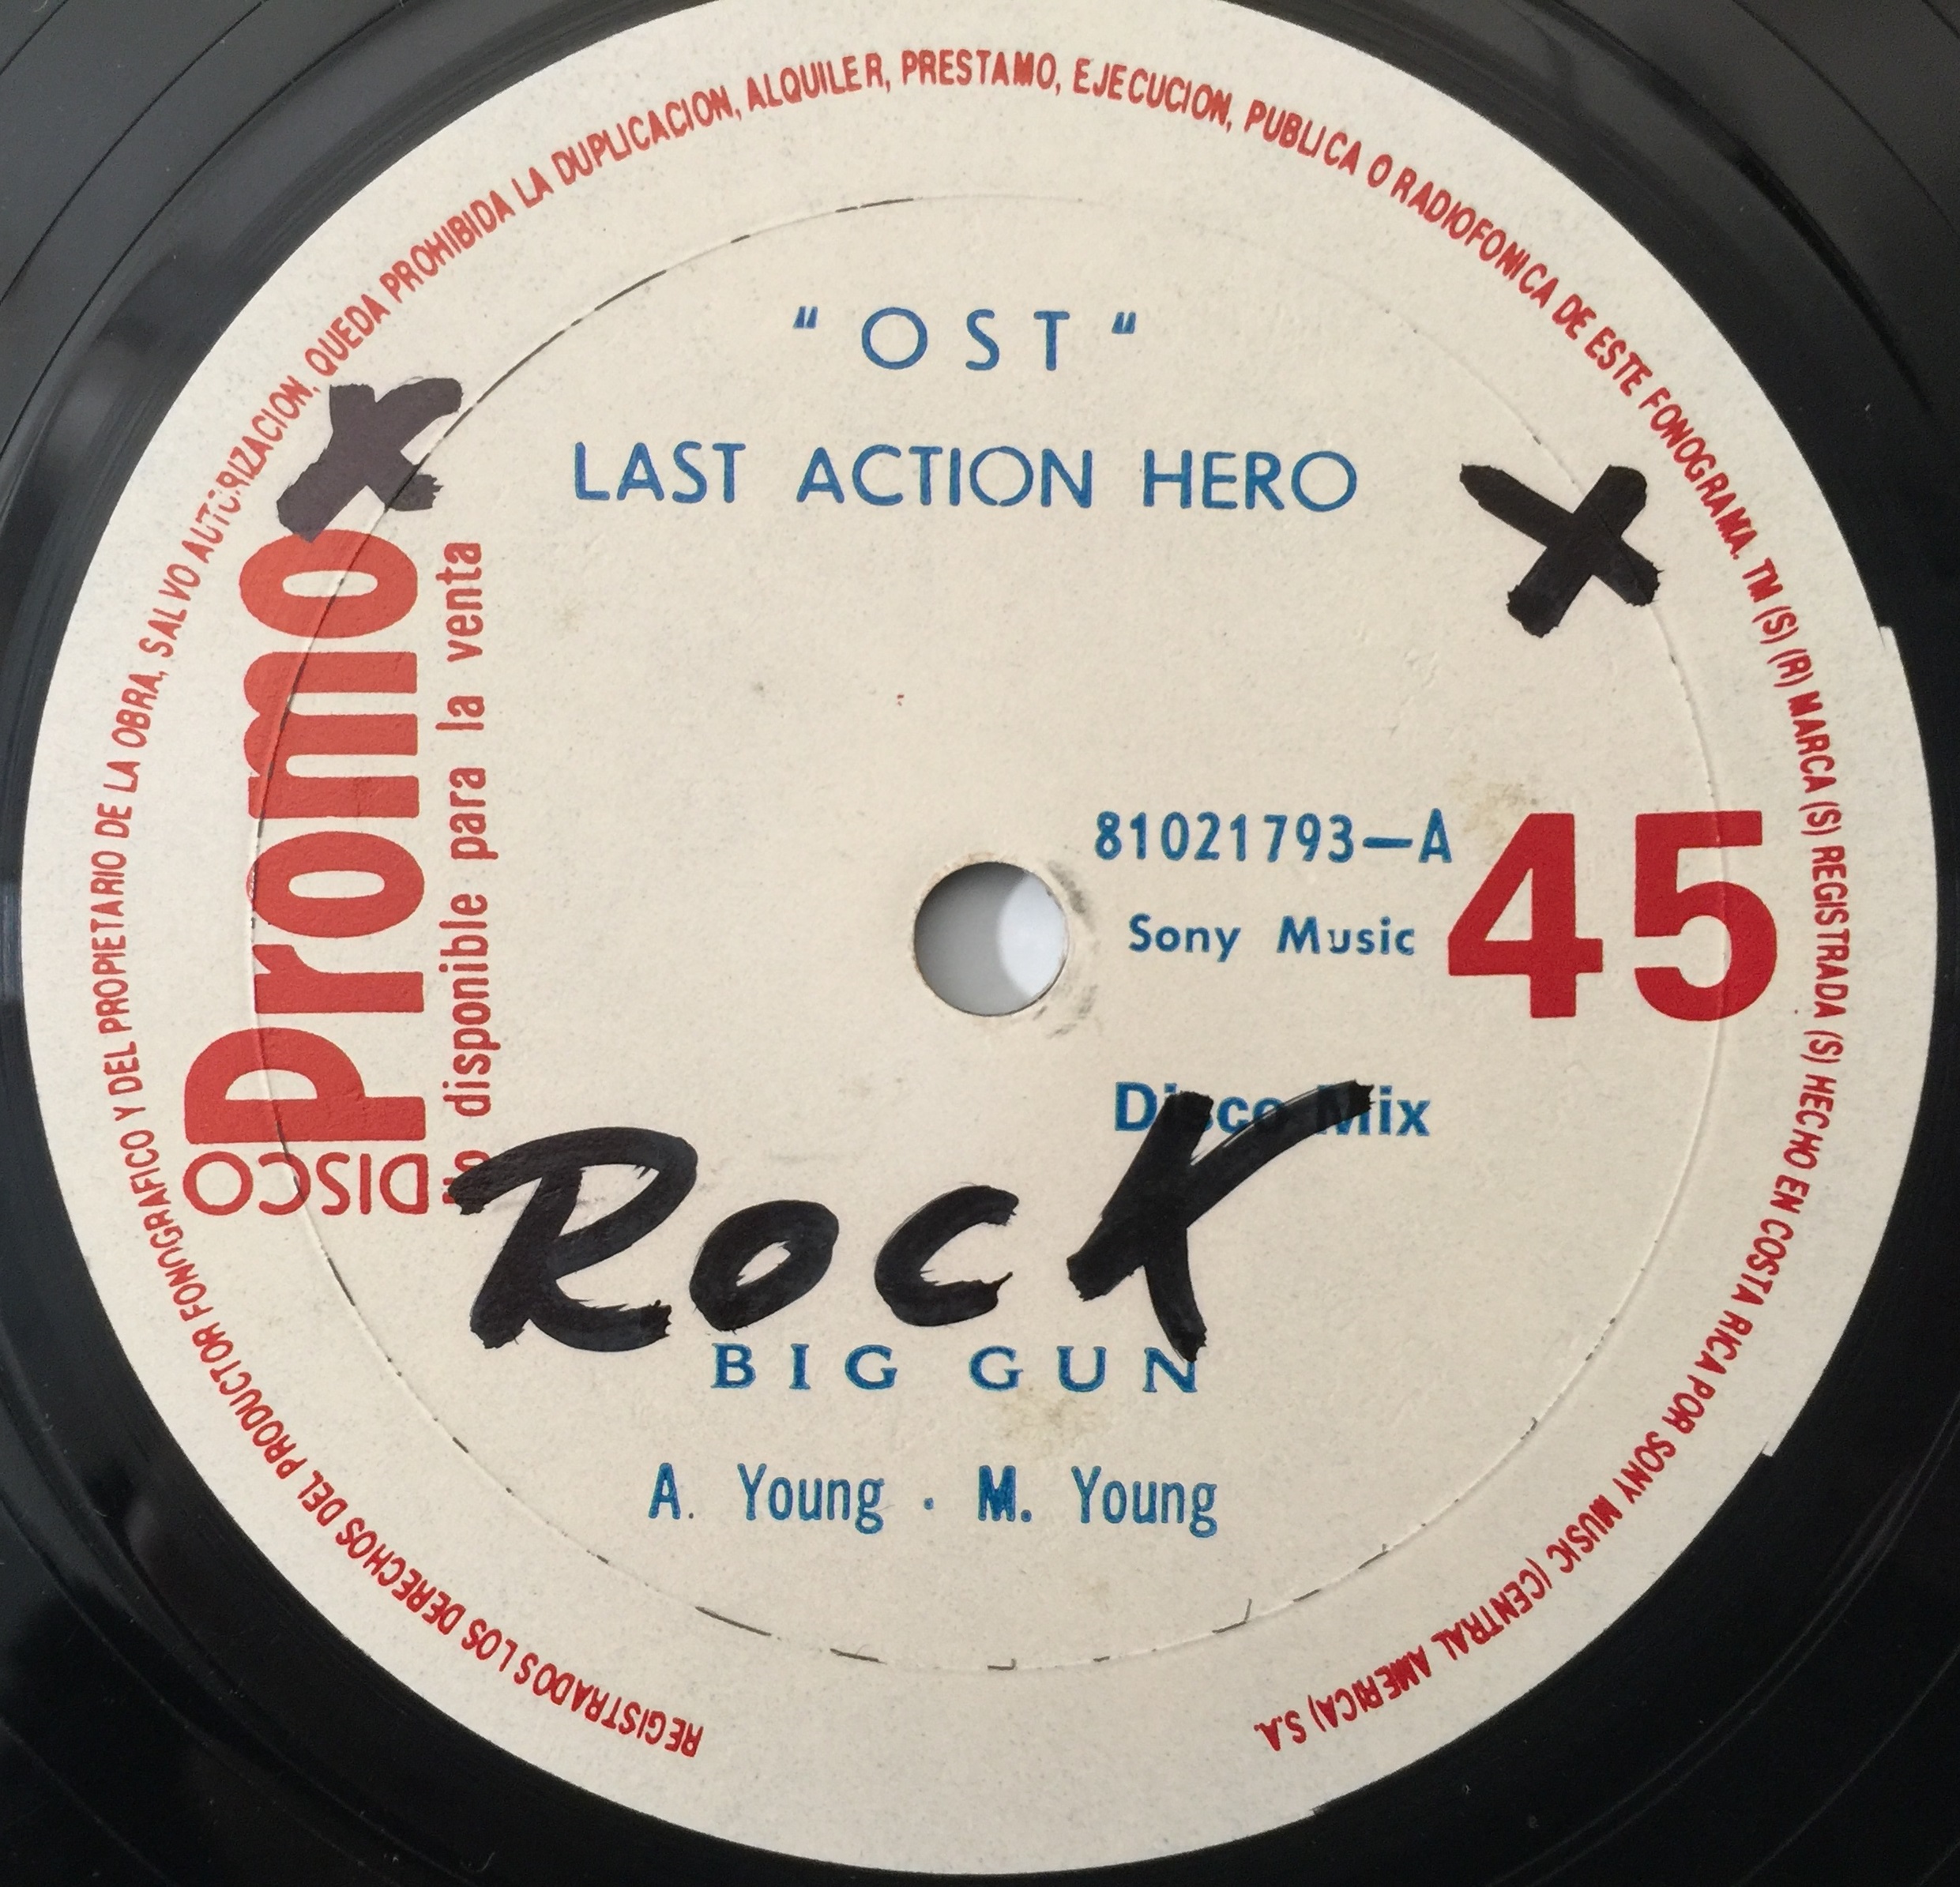 REGISTRADOS LOS DERECHOS DEL PRODUCTOR FONOGRAFICO Y DEL PROPIETARIO DE LA OBRA, SALVO AUTORIZACION, QUEDA PROHIBIDA LA DUPLICACION, ALQUILER, PRESTAMO, EJECUCION, PUBLICA O RADIOFONICA DE ESTE FONOGRAMA. TM (S) (R) MARCA (S) REGISTRADA (S) HECHO EN COSTA RICA POR SONY MUSIC (CENTRAL AMERICA) S.A.
"OST"
LAST ACTION HERO
DISCO
Promo
No disponible para la venta
81021793-A
Sony Music
45
Disco Mix
Rock
BIG GUN
A. Young . M. Young